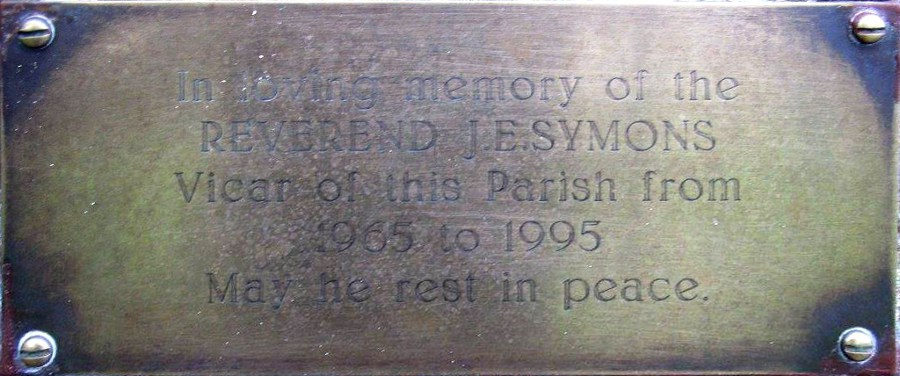 In loving memory of the
REVEREND J.E.SYMONS
Vicar of this Parish from
1965 to 1995
May he rest in peace.